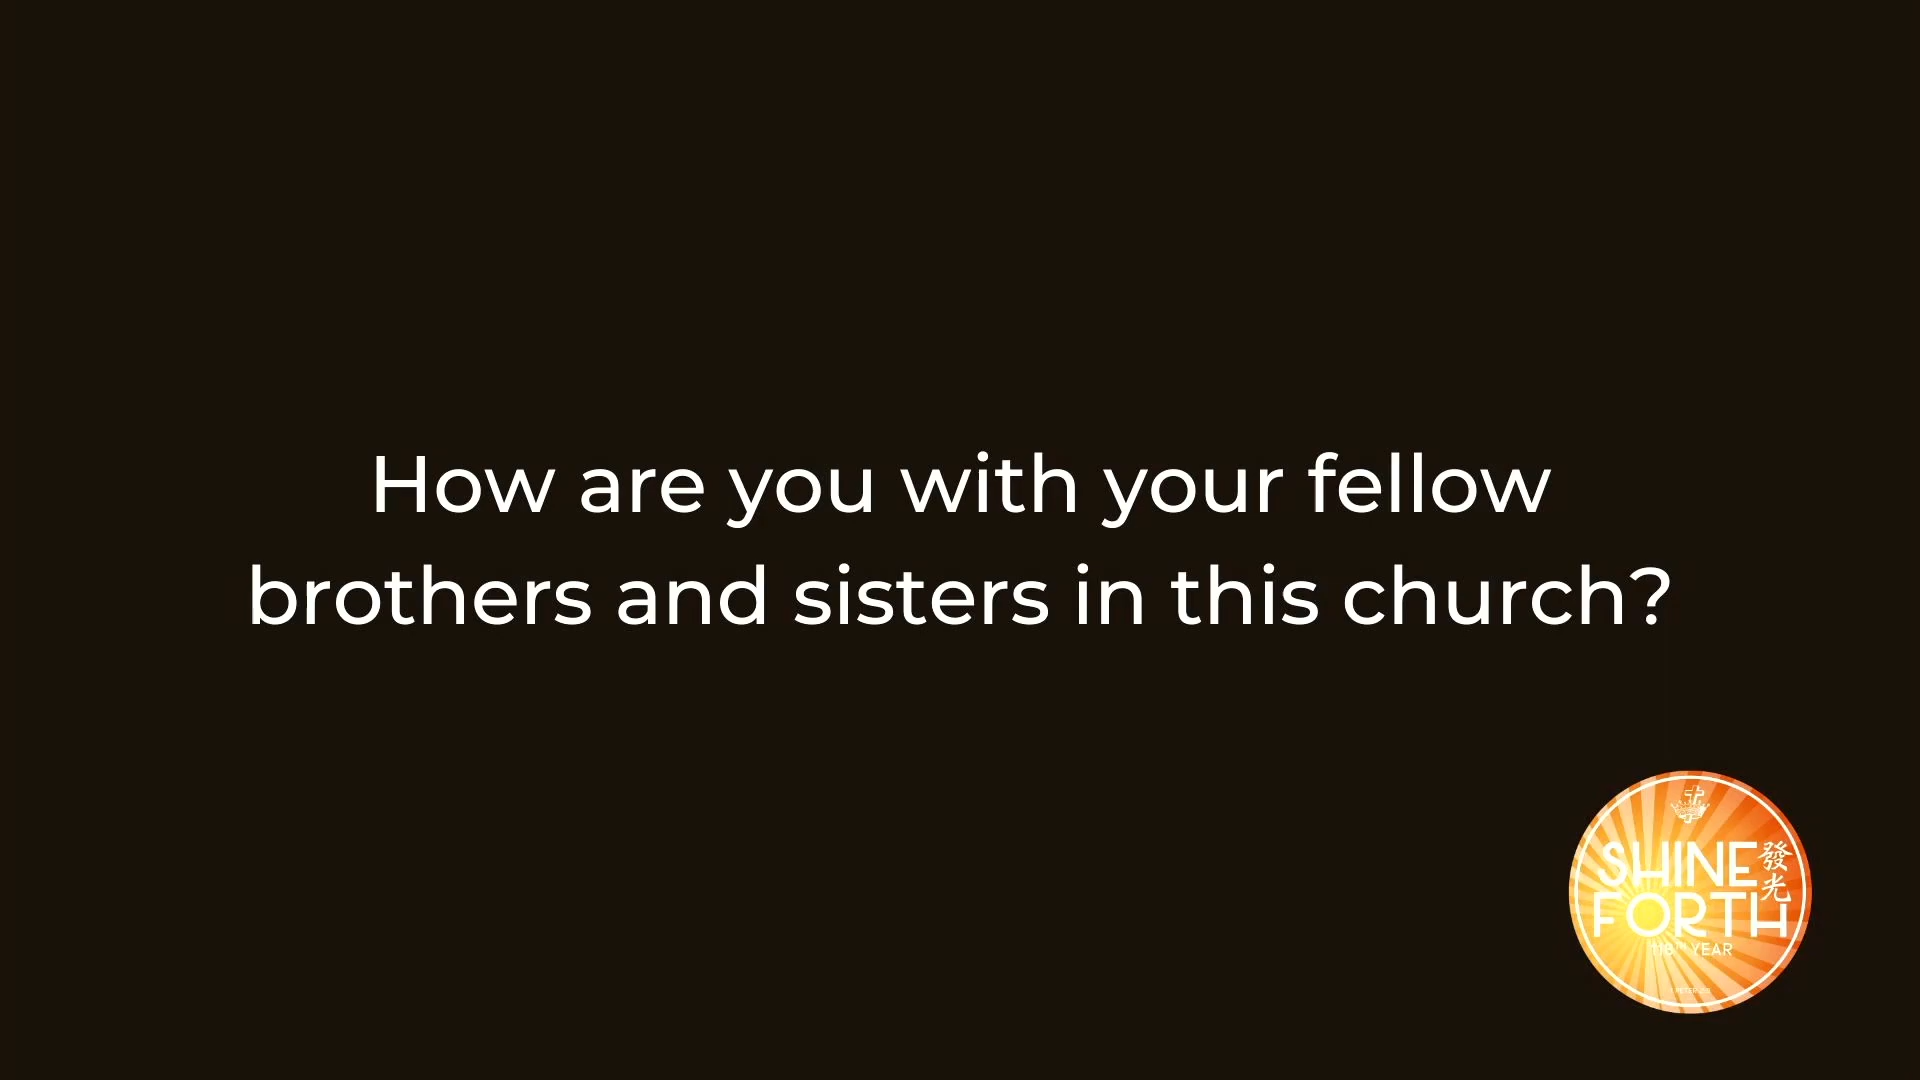 How are you with your fellow
brothers and sisters in this church?
SHINE
發光
FORTH
YEAR